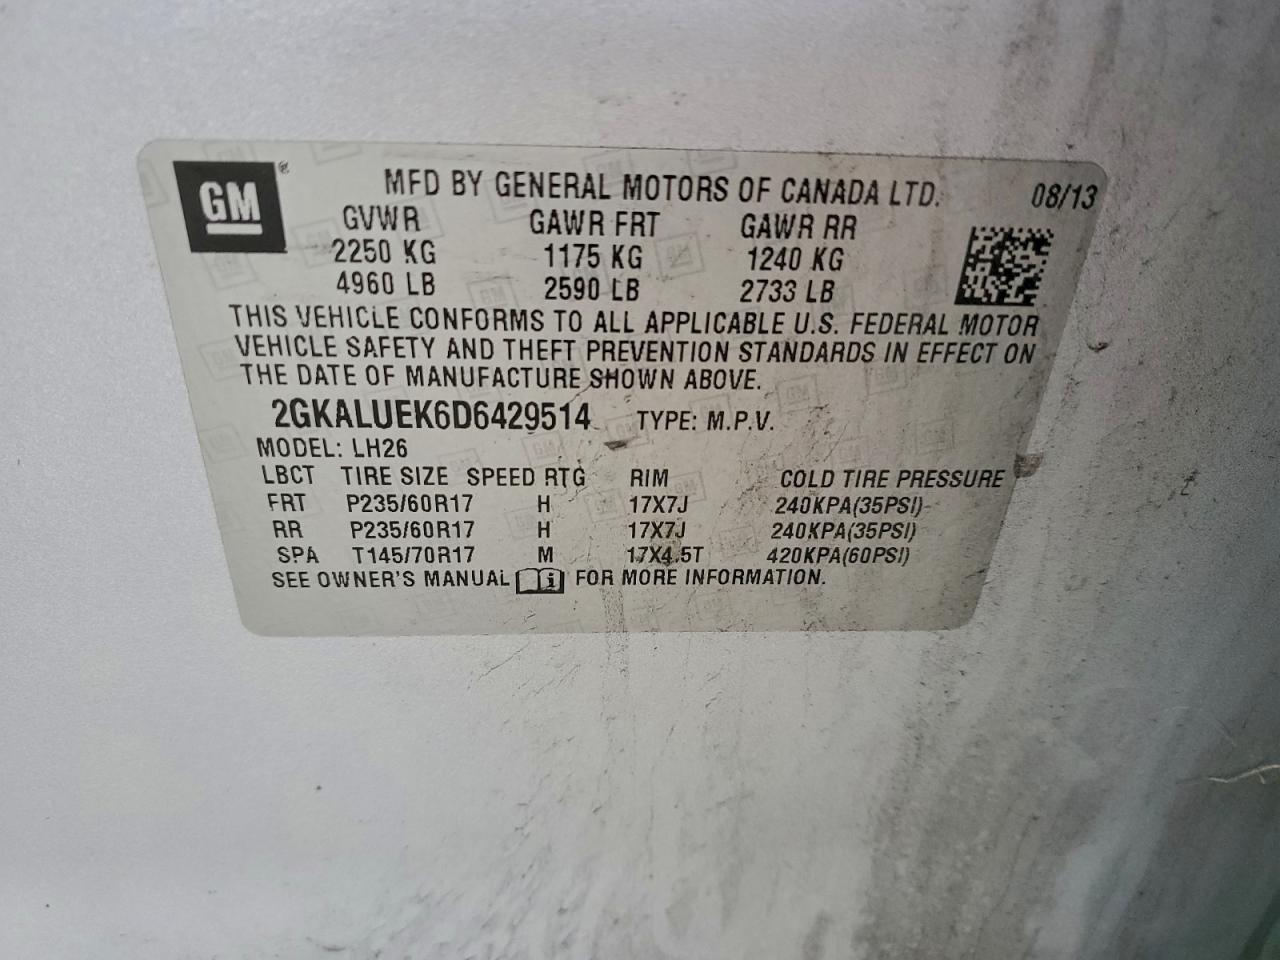 GM ®
MFD BY GENERAL MOTORS OF CANADA LTD. 08/13
GVWR GAWR FRT GAWR RR
2250 KG 1175 KG 1240 KG
4960 LB 2590 LB 2733 LB
THIS VEHICLE CONFORMS TO ALL APPLICABLE U.S. FEDERAL MOTOR
VEHICLE SAFETY AND THEFT PREVENTION STANDARDS IN EFFECT ON
THE DATE OF MANUFACTURE SHOWN ABOVE.
2GKALUEK6D6429514 TYPE: M.P.V.
MODEL: LH26
LBCT TIRE SIZE SPEED RTG RIM COLD TIRE PRESSURE
FRT P235/60R17 H 17X7J 240KPA(35PSI)
RR P235/60R17 H 17X7J 240KPA(35PSI)
SPA T145/70R17 M 17X4.5T 420KPA(60PSI)
SEE OWNER'S MANUAL i FOR MORE INFORMATION.